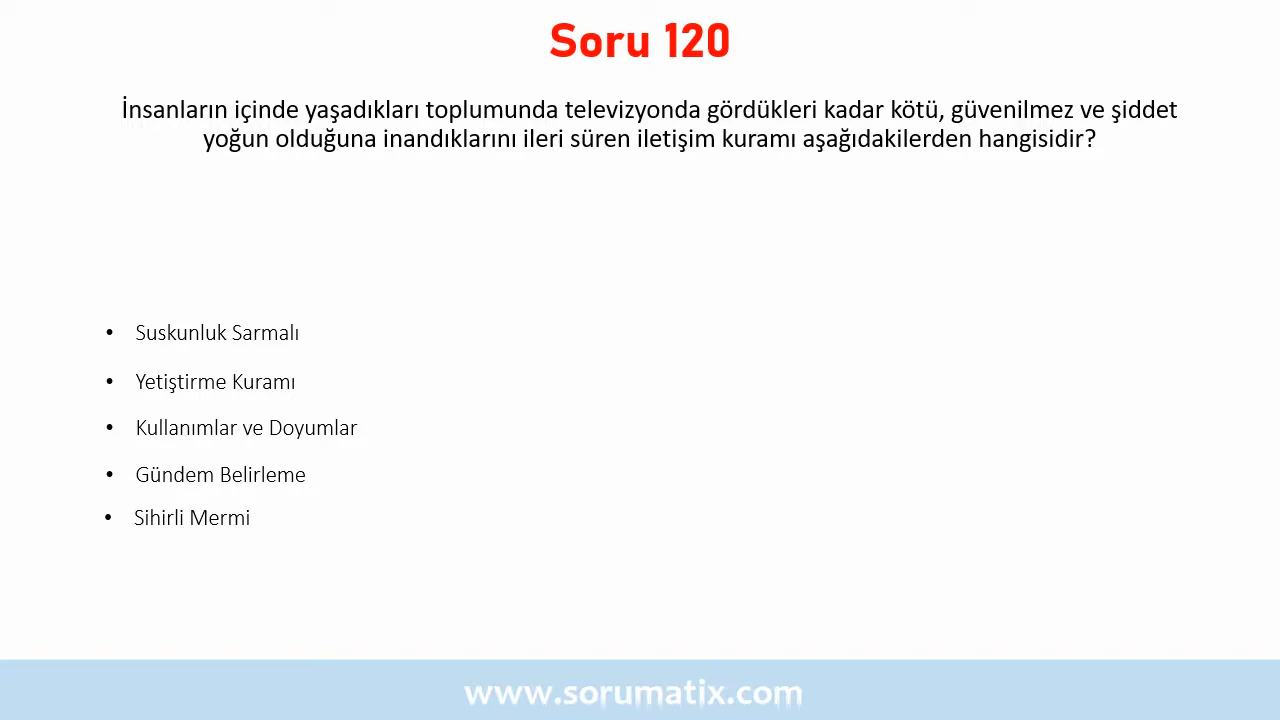 Soru 120
İnsanların içinde yaşadıkları toplumunda televizyonda gördükleri kadar kötü, güvenilmez ve şiddet
yoğun olduğuna inandıklarını ileri süren iletişim kuramı aşağıdakilerden hangisidir?
• Suskunluk Sarmalı
• Yetiştirme Kuramı
• Kullanımlar ve Doyumlar
• Gündem Belirleme
• Sihirli Mermi
www.sorumatix.com